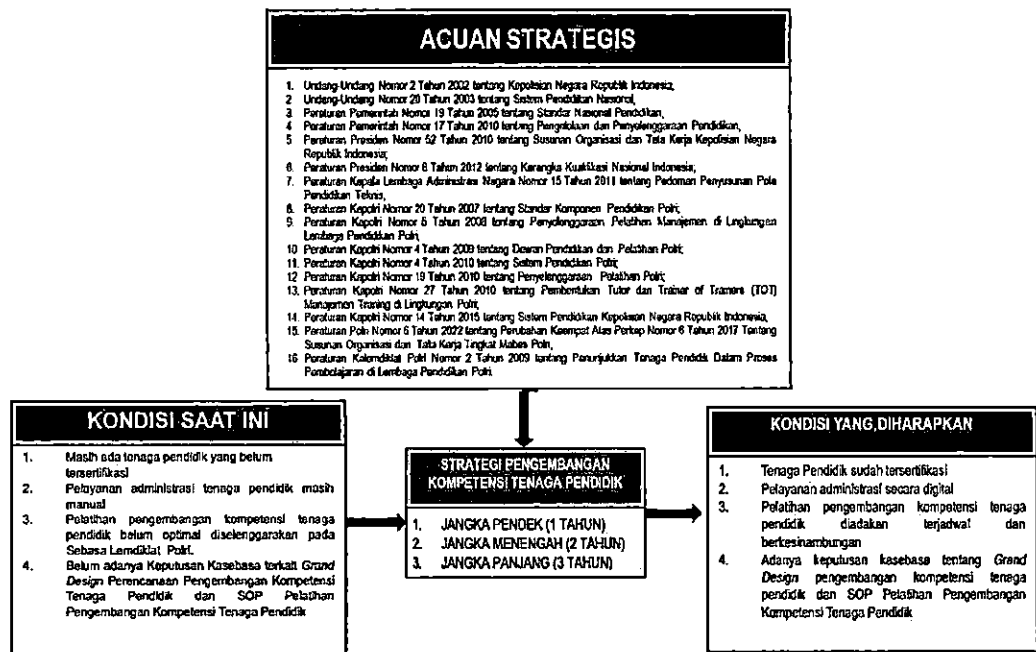 ACUAN STRATEGIS
1. Undang-Undang Nomor 2 Tahun 2002 tentang Kepolisian Negara Republik Indonesia,
2 Undang-Undang Nomor 20 Tahun 2003 tentang Sistem Pendidikan Nasional,
3 Peraturan Pemerintah Nomor 19 Tahun 2005 tentang Standar Nasional Pendidikan,
4 Peraturan Pemerintah Nomor 17 Tahun 2010 tentang Pengelolaan dan Penyelenggaraan Pendidikan,
5 Peraturan Presiden Nomor 52 Tahun 2010 tentang Susunan Organisasi dan Tata Kerja Kepolisian Negara
Republik Indonesia;
6. Peraturan Presiden Nomor 8 Tahun 2012 tentang Kerangka Kualifikasi Nasional Indonesia;
7. Peraturan Kepala Lembaga Administrasi Negara Nomor 15 Tahun 2011 tentang Pedoman Penyusunan Pola
Pendidikan Teknis,
8. Peraturan Kapolri Nomor 20 Tahun 2007 tentang Standar Komponen Pendidikan Polri;
9 Peraturan Kapolri Nomor 5 Tahun 2008 tentang Penyelenggaraan Pelatihan Manajemen di Lingkungan
Lembaga Pendidikan Polri,
10 Peraturan Kapolri Nomor 4 Tahun 2009 tentang Dewan Pendidikan dan Pelatihan Polri;
11. Peraturan Kapolri Nomor 4 Tahun 2010 tentang Sistem Pendidikan Polri;
12 Peraturan Kapolri Nomor 19 Tahun 2010 tentang Penyelenggaraan Pelatihan Polri;
13. Peraturan Kapolri Nomor 27 Tahun 2010 tentang Pembentukan Tutor dan Trainer of Trainers (TOT)
Manajemen Training di Lingkungan Polri;
14. Peraturan Kapolri Nomor 14 Tahun 2015 tentang Sistem Pendidikan Kepolisian Negara Republik Indonesia,
15. Peraturan Polri Nomor 6 Tahun 2022 tentang Perubahan Keempat Atas Perkap Nomor 6 Tahun 2017 Tentang
Susunan Organisasi dan Tata Kerja Tingkat Mabes Polri,
16 Peraturan Kalemdiklat Polri Nomor 2 Tahun 2009 tentang Penunjukkan Tenaga Pendidik Dalam Proses
Pembelajaran di Lembaga Pendidikan Polri
KONDISI SAAT INI
1. Masih ada tenaga pendidik yang belum
tersertifikasi
2. Pelayanan administrasi tenaga pendidik masih
manual
3. Pelatihan pengembangan kompetensi tenaga
pendidik belum optimal diselenggarakan pada
Sebasa Lemdiklat Polri.
4. Belum adanya Keputusan Kasebasa terkait Grand
Design Perencanaan Pengembangan Kompetensi
Tenaga Pendidik dan SOP Pelatihan
Pengembangan Kompetensi Tenaga Pendidik
STRATEGI PENGEMBANGAN
KOMPETENSI TENAGA PENDIDIK
1. JANGKA PENDEK (1 TAHUN)
2. JANGKA MENENGAH (2 TAHUN)
3. JANGKA PANJANG (3 TAHUN)
KONDISI YANG DIHARAPKAN
1. Tenaga Pendidik sudah tersertifikasi
2. Pelayanan administrasi secara digital
3. Pelatihan pengembangan kompetensi tenaga
pendidik diadakan terjadwal dan
berkesinambungan
4. Adanya keputusan kasebasa tentang Grand
Design pengembangan kompetensi tenaga
pendidik dan SOP Pelatihan Pengembangan
Kompetensi Tenaga Pendidik